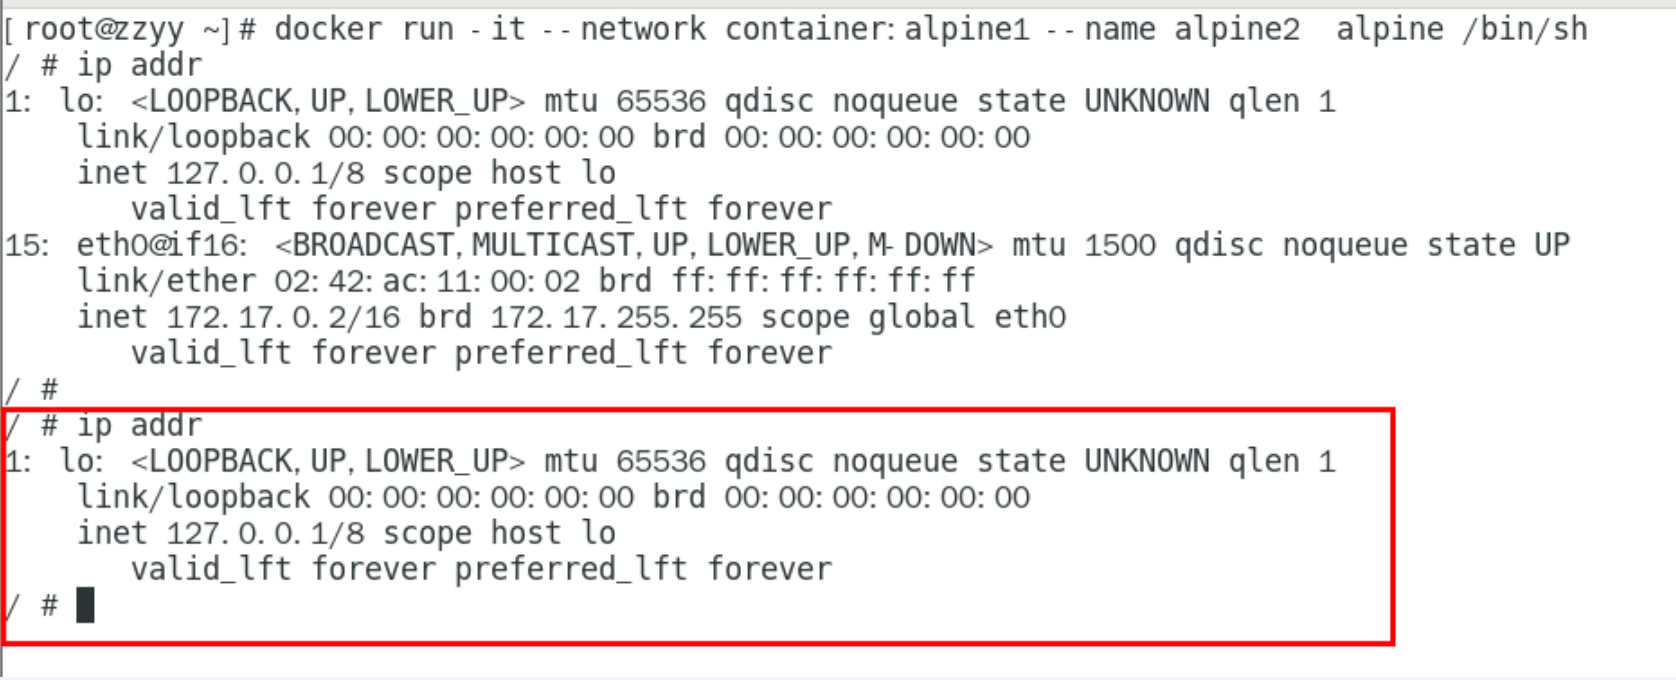 [root@zzyy ~]# docker run -it --network container:alpine1 --name alpine2  alpine /bin/sh
/ # ip addr
1: lo: <LOOPBACK,UP,LOWER_UP> mtu 65536 qdisc noqueue state UNKNOWN qlen 1
    link/loopback 00:00:00:00:00:00 brd 00:00:00:00:00:00
    inet 127.0.0.1/8 scope host lo
       valid_lft forever preferred_lft forever
15: eth0@if16: <BROADCAST,MULTICAST,UP,LOWER_UP,M-DOWN> mtu 1500 qdisc noqueue state UP
    link/ether 02:42:ac:11:00:02 brd ff:ff:ff:ff:ff:ff
    inet 172.17.0.2/16 brd 172.17.255.255 scope global eth0
       valid_lft forever preferred_lft forever
/ #
/ # ip addr
1: lo: <LOOPBACK,UP,LOWER_UP> mtu 65536 qdisc noqueue state UNKNOWN qlen 1
    link/loopback 00:00:00:00:00:00 brd 00:00:00:00:00:00
    inet 127.0.0.1/8 scope host lo
       valid_lft forever preferred_lft forever
/ #